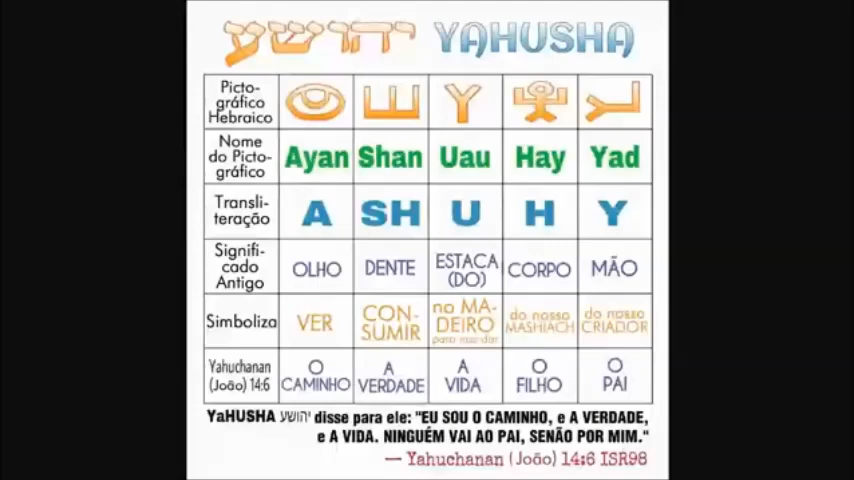 יהושע YAHUSHA
Picto-
gráfico
Hebraico
Nome
do Picto-
gráfico
Ayan Shan Uau Hay Yad
Transli-
teração
A SH U H Y
Signifi-
cado
Antigo
OLHO
DENTE
ESTACA
(DO)
CORPO
MÃO
Simboliza
VER
CON-
SUMIR
no MA-
DEIRO
para nos dar
do nosso
MASHIACH
do nosso
CRIADOR
Yahuchanan
(João) 14:6
O
CAMINHO
A
VERDADE
A
VIDA
O
FILHO
O
PAI
YaHUSHA יהושע disse para ele: "EU SOU O CAMINHO, e A VERDADE,
e A VIDA. NINGUÉM VAI AO PAI, SENÃO POR MIM."
— Yahuchanan (João) 14:6 ISR98